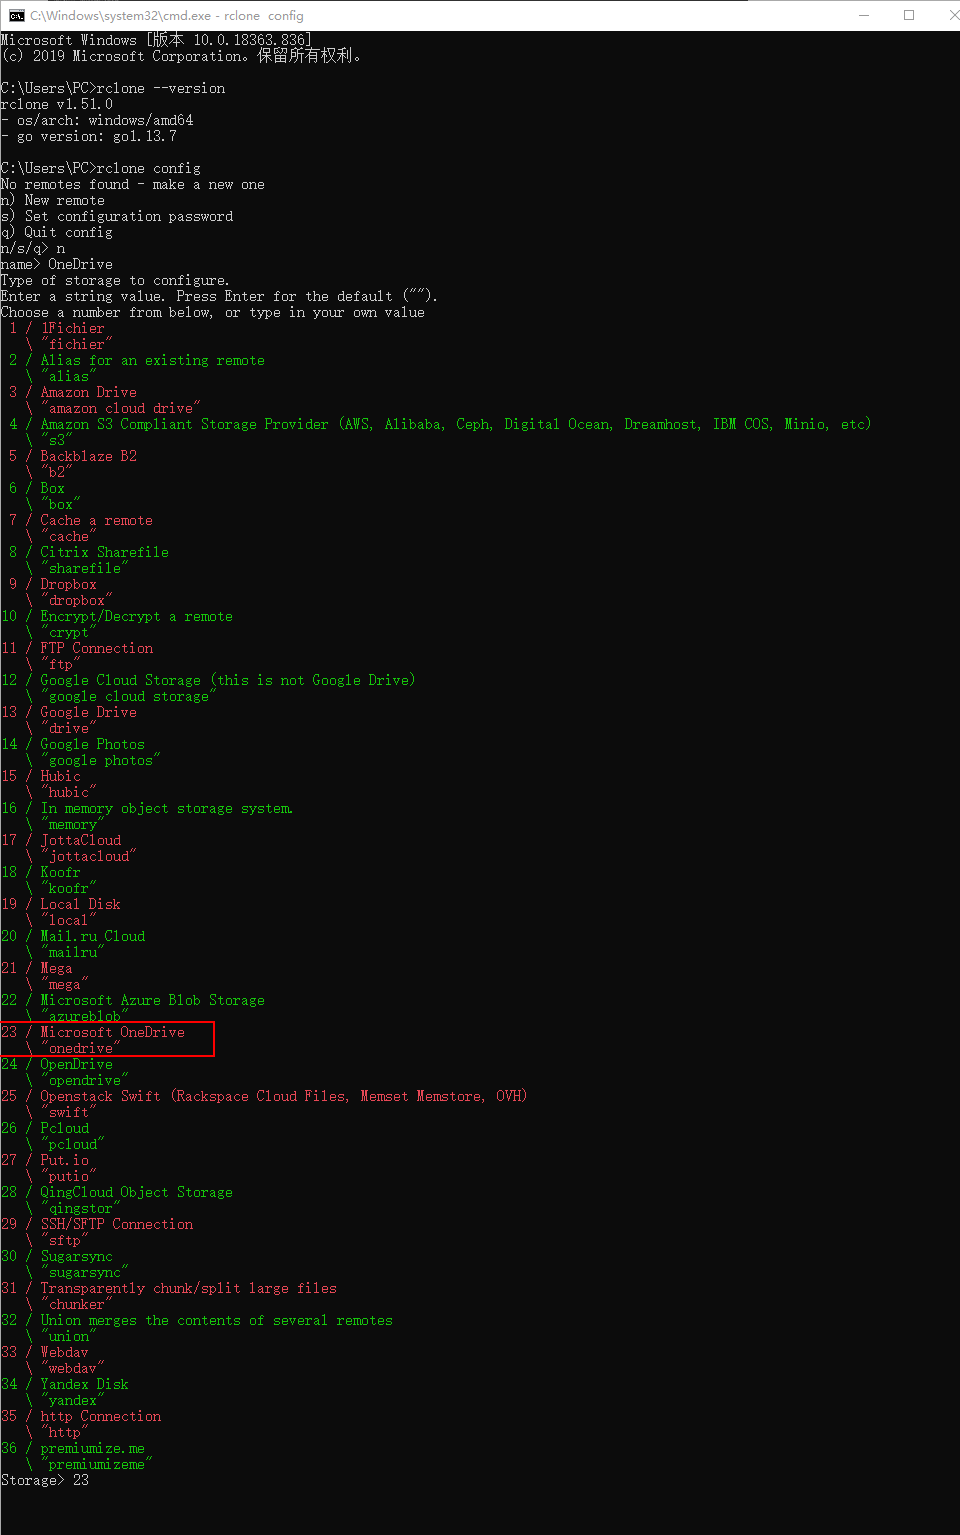 C:\Windows\system32\cmd.exe - rclone  config
Microsoft Windows [版本 10.0.18363.836]
(c) 2019 Microsoft Corporation。保留所有权利。
C:\Users\PC>rclone --version
rclone v1.51.0
- os/arch: windows/amd64
- go version: go1.13.7
C:\Users\PC>rclone config
No remotes found - make a new one
n) New remote
s) Set configuration password
q) Quit config
n/s/q> n
name> OneDrive
Type of storage to configure.
Enter a string value. Press Enter for the default ("").
Choose a number from below, or type in your own value
 1 / 1Fichier
   \ "fichier"
 2 / Alias for an existing remote
   \ "alias"
 3 / Amazon Drive
   \ "amazon cloud drive"
 4 / Amazon S3 Compliant Storage Provider (AWS, Alibaba, Ceph, Digital Ocean, Dreamhost, IBM COS, Minio, etc)
   \ "s3"
 5 / Backblaze B2
   \ "b2"
 6 / Box
   \ "box"
 7 / Cache a remote
   \ "cache"
 8 / Citrix Sharefile
   \ "sharefile"
 9 / Dropbox
   \ "dropbox"
10 / Encrypt/Decrypt a remote
   \ "crypt"
11 / FTP Connection
   \ "ftp"
12 / Google Cloud Storage (this is not Google Drive)
   \ "google cloud storage"
13 / Google Drive
   \ "drive"
14 / Google Photos
   \ "google photos"
15 / Hubic
   \ "hubic"
16 / In memory object storage system.
   \ "memory"
17 / JottaCloud
   \ "jottacloud"
18 / Koofr
   \ "koofr"
19 / Local Disk
   \ "local"
20 / Mail.ru Cloud
   \ "mailru"
21 / Mega
   \ "mega"
22 / Microsoft Azure Blob Storage
   \ "azureblob"
23 / Microsoft OneDrive
   \ "onedrive"
24 / OpenDrive
   \ "opendrive"
25 / Openstack Swift (Rackspace Cloud Files, Memset Memstore, OVH)
   \ "swift"
26 / Pcloud
   \ "pcloud"
27 / Put.io
   \ "putio"
28 / QingCloud Object Storage
   \ "qingstor"
29 / SSH/SFTP Connection
   \ "sftp"
30 / Sugarsync
   \ "sugarsync"
31 / Transparently chunk/split large files
   \ "chunker"
32 / Union merges the contents of several remotes
   \ "union"
33 / Webdav
   \ "webdav"
34 / Yandex Disk
   \ "yandex"
35 / http Connection
   \ "http"
36 / premiumize.me
   \ "premiumizeme"
Storage> 23